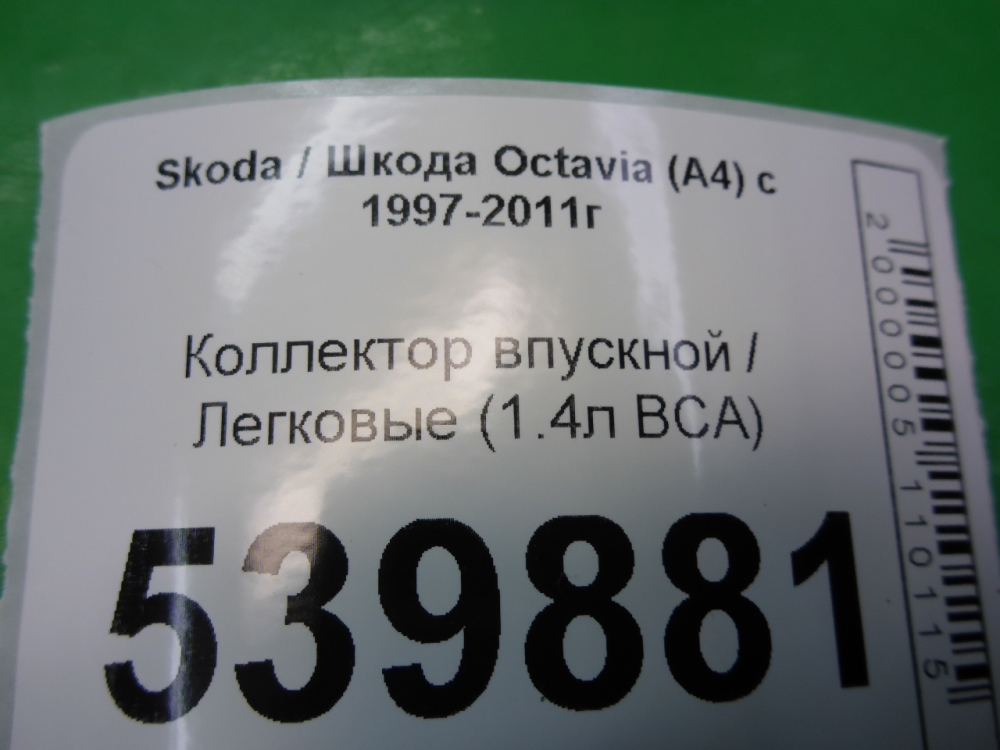 Skoda / Шкода Octavia (A4) с
1997-2011г
Коллектор впускной /
Легковые (1.4л BCA)
539881
2000005110115